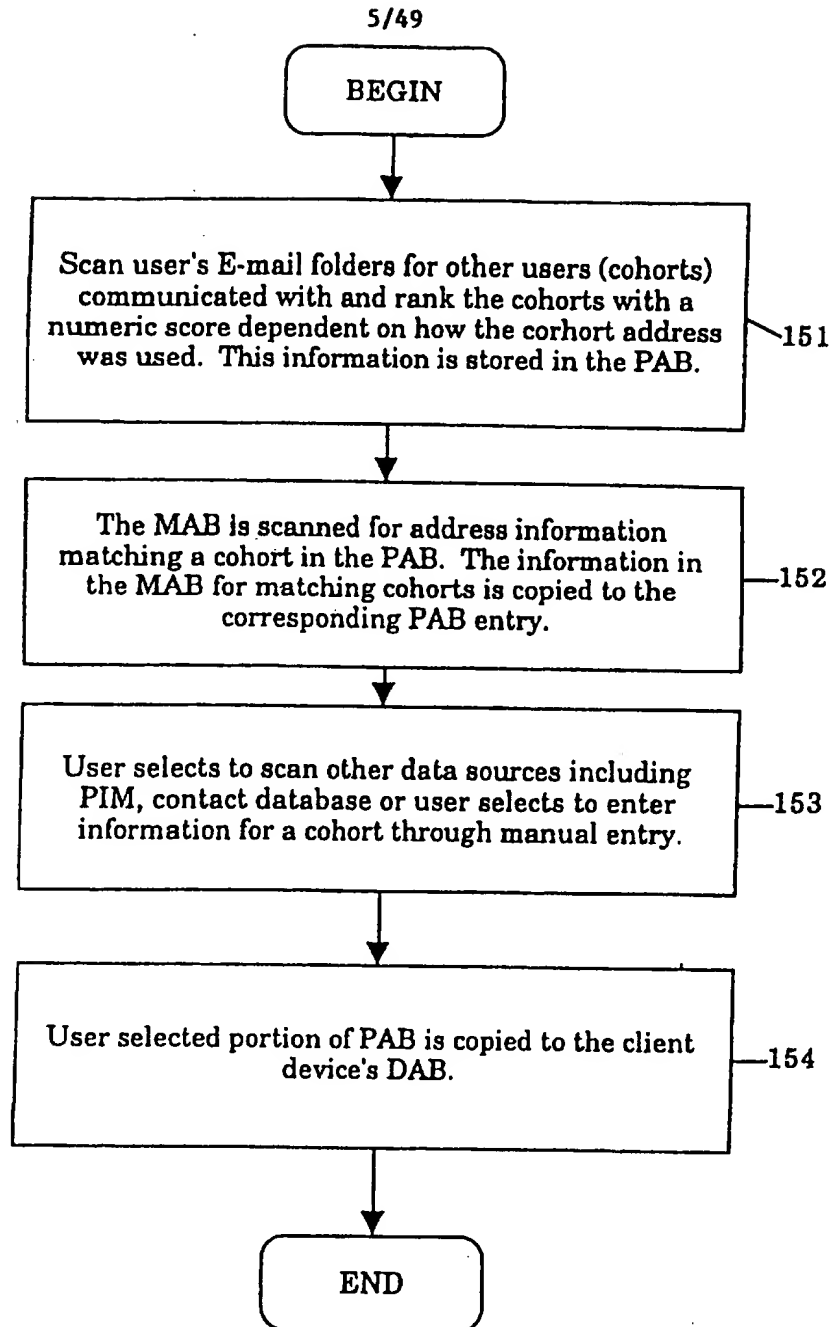 5/49
BEGIN
Scan user's E-mail folders for other users (cohorts)
communicated with and rank the cohorts with a
numeric score dependent on how the corhort address
was used. This information is stored in the PAB.
151
The MAB is scanned for address information
matching a cohort in the PAB. The information in
the MAB for matching cohorts is copied to the
corresponding PAB entry.
152
User selects to scan other data sources including
PIM, contact database or user selects to enter
information for a cohort through manual entry.
153
User selected portion of PAB is copied to the client
device's DAB.
154
END